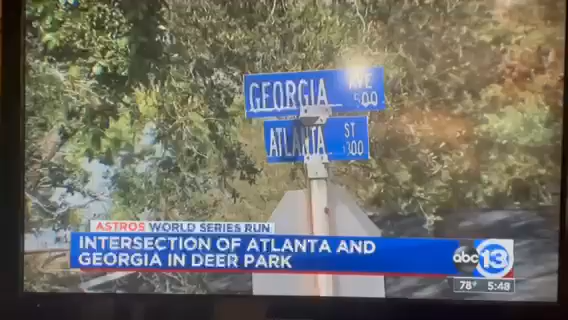 GEORGIA AVE 500
ATLANTA ST
ASTROS WORLD SERIES RUN
INTERSECTION OF ATLANTA AND
GEORGIA IN DEER PARK
abc 13
78° 5:48